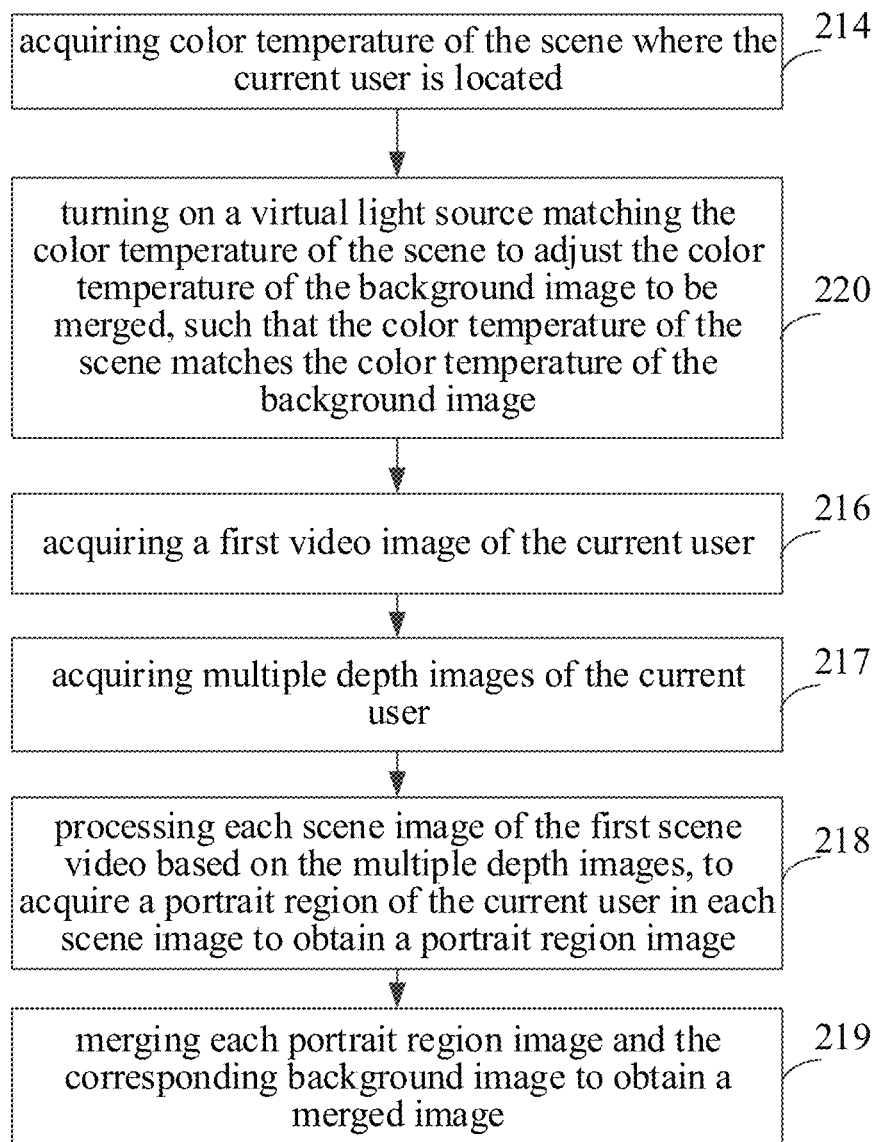 acquiring color temperature of the scene where the
current user is located
214
turning on a virtual light source matching the
color temperature of the scene to adjust the color
temperature of the background image to be
merged, such that the color temperature of the
scene matches the color temperature of the
background image
220
acquiring a first video image of the current user
216
acquiring multiple depth images of the current
user
217
processing each scene image of the first scene
video based on the multiple depth images, to
acquire a portrait region of the current user in each
scene image to obtain a portrait region image
218
merging each portrait region image and the
corresponding background image to obtain a
merged image
219